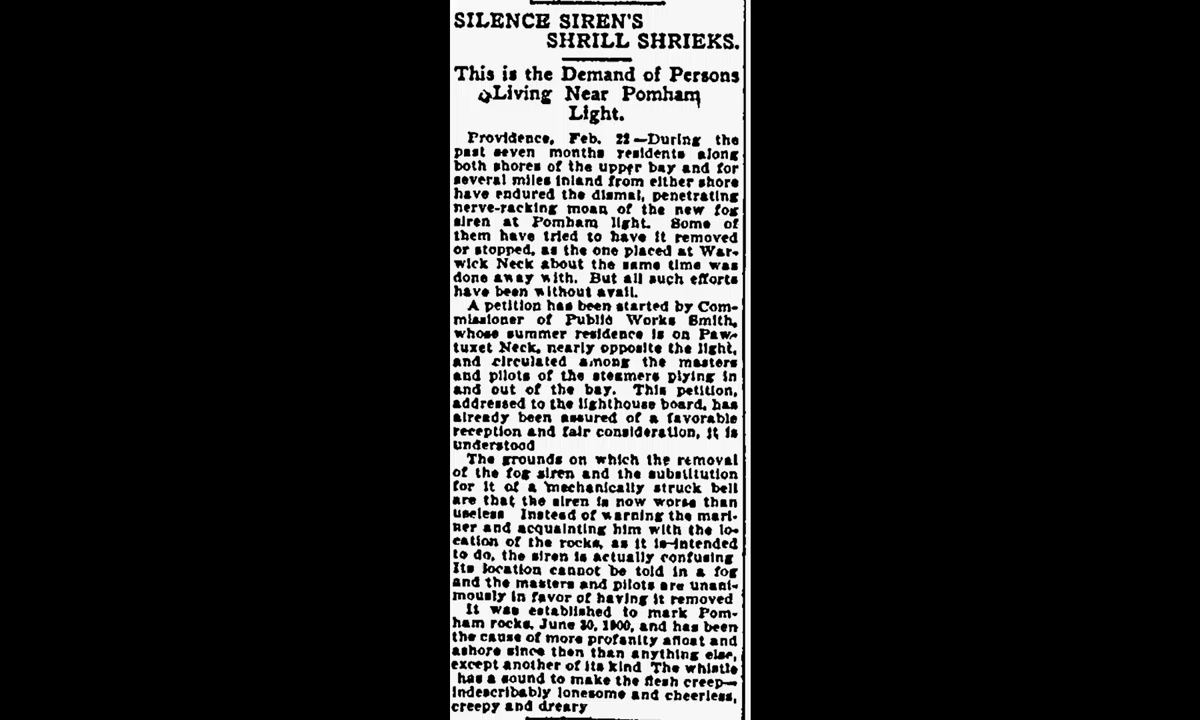 SILENCE SIREN'S
SHRILL SHRIEKS.
This is the Demand of Persons
Living Near Pomham
Light.
Providence, Feb. 22—During the
past seven months residents along
both shores of the upper bay and for
several miles inland from either shore
have endured the dismal, penetrating
nerve-racking moan of the new fog
siren at Pomham light. Some of
them have tried to have it removed
or stopped, as the one placed at War-
wick Neck about the same time was
done away with. But all such efforts
have been without avail.
A petition has been started by Com-
missioner of Public Works Smith,
whose summer residence is on Paw-
tuxet Neck, nearly opposite the light,
and circulated among the masters
and pilots of the steamers plying in
and out of the bay. This petition,
addressed to the lighthouse board, has
already been assured of a favorable
reception and fair consideration, it is
understood
The grounds on which the removal
of the fog siren and the substitution
for it of a mechanically struck bell
are that the siren is now worse than
useless Instead of warning the mari-
ner and acquainting him with the lo-
cation of the rocks, as it is intended
to do, the siren is actually confusing
Its location cannot be told in a fog
and the masters and pilots are unani-
mously in favor of having it removed
It was established to mark Pom-
ham rocks, June 30, 1900, and has been
the cause of more profanity afloat and
ashore since then than anything else,
except another of its kind The whistle
has a sound to make the flesh creep—
indescribably lonesome and cheerless,
creepy and dreary